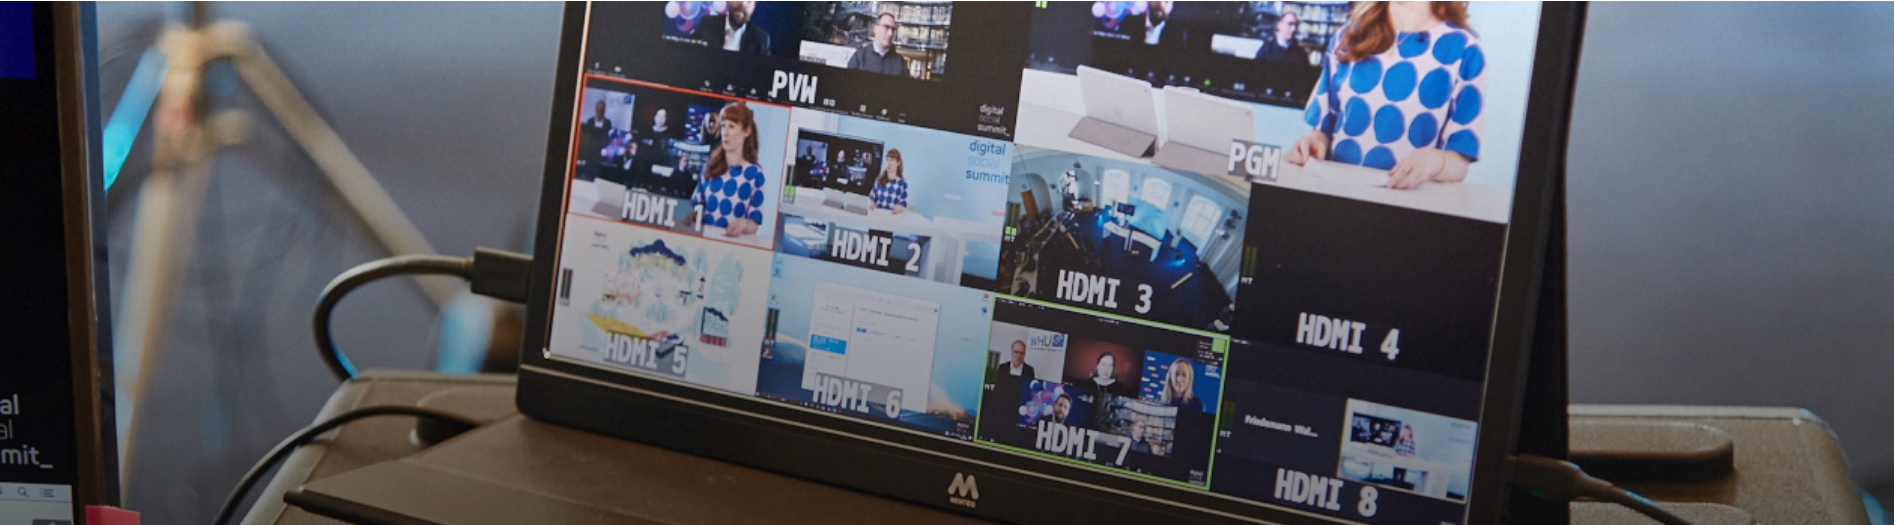 PVW
digital
social
summit_
PGM
digital
social
summit
HDMI 1
HDMI 2
HDMI 3
HDMI 4
HDMI 5
HDMI 6
WHU
HDMI 7
Friedemann Wal...
HDMI 8
al
al
mit_